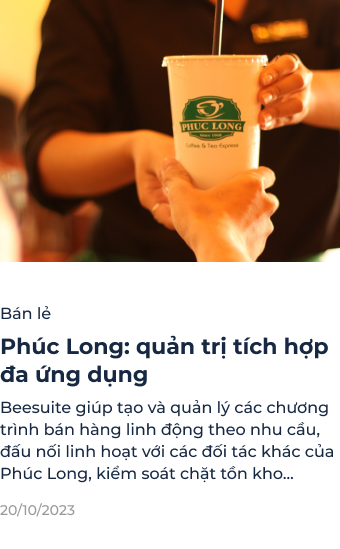 PHUC LONG
Coffee & Tea Express
Bán lẻ
Phúc Long: quản trị tích hợp
đa ứng dụng
Beesuite giúp tạo và quản lý các chương
trình bán hàng linh động theo nhu cầu,
đấu nối linh hoạt với các đối tác khác của
Phúc Long, kiểm soát chặt tồn kho...
20/10/2023